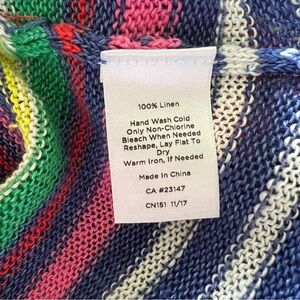 100% Linen
Hand Wash Cold
Only Non-Chlorine
Bleach When Needed
Reshape, Lay Flat To
Dry
Warm Iron, If Needed
Made In China
CA #23147
CN151 11/17